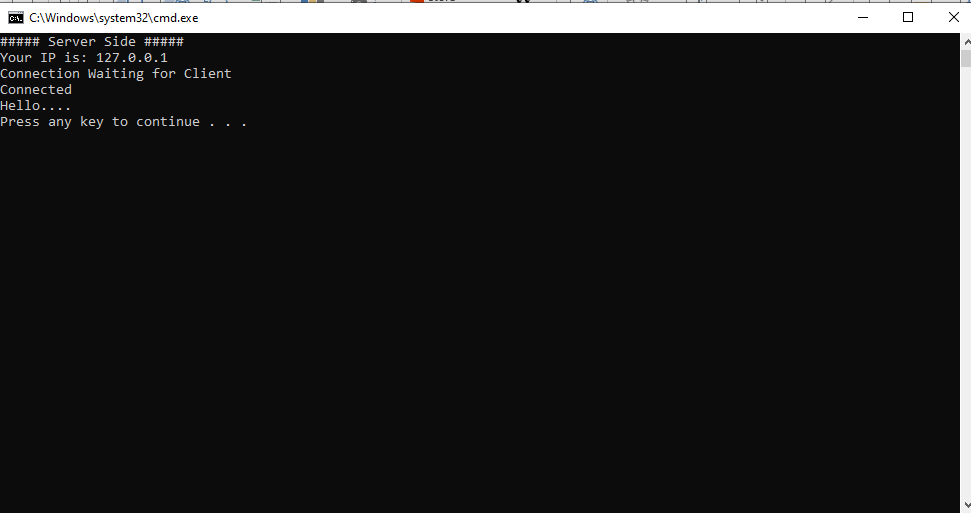 C:\Windows\system32\cmd.exe
##### Server Side #####
Your IP is: 127.0.0.1
Connection Waiting for Client
Connected
Hello....
Press any key to continue . . .